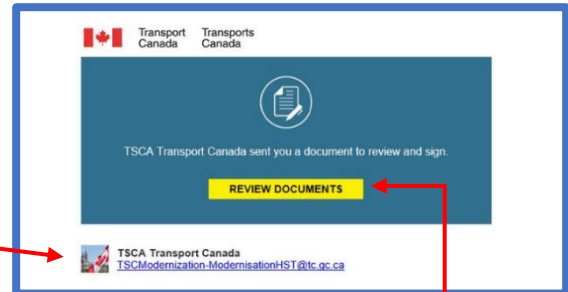 Transport Transports
Canada Canada
TSCA Transport Canada sent you a document to review and sign.
REVIEW DOCUMENTS
TSCA Transport Canada
TSCModernization-ModernisationHST@tc.gc.ca